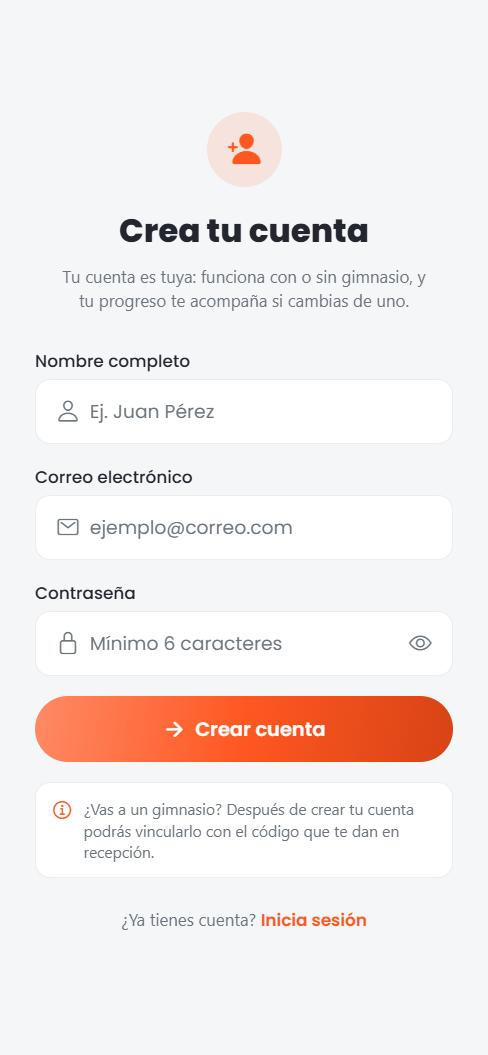 Crea tu cuenta
Tu cuenta es tuya: funciona con o sin gimnasio, y
tu progreso te acompaña si cambias de uno.
Nombre completo
Ej. Juan Pérez
Correo electrónico
ejemplo@correo.com
Contraseña
Mínimo 6 caracteres
Crear cuenta
¿Vas a un gimnasio? Después de crear tu cuenta
podrás vincularlo con el código que te dan en
recepción.
¿Ya tienes cuenta? Inicia sesión